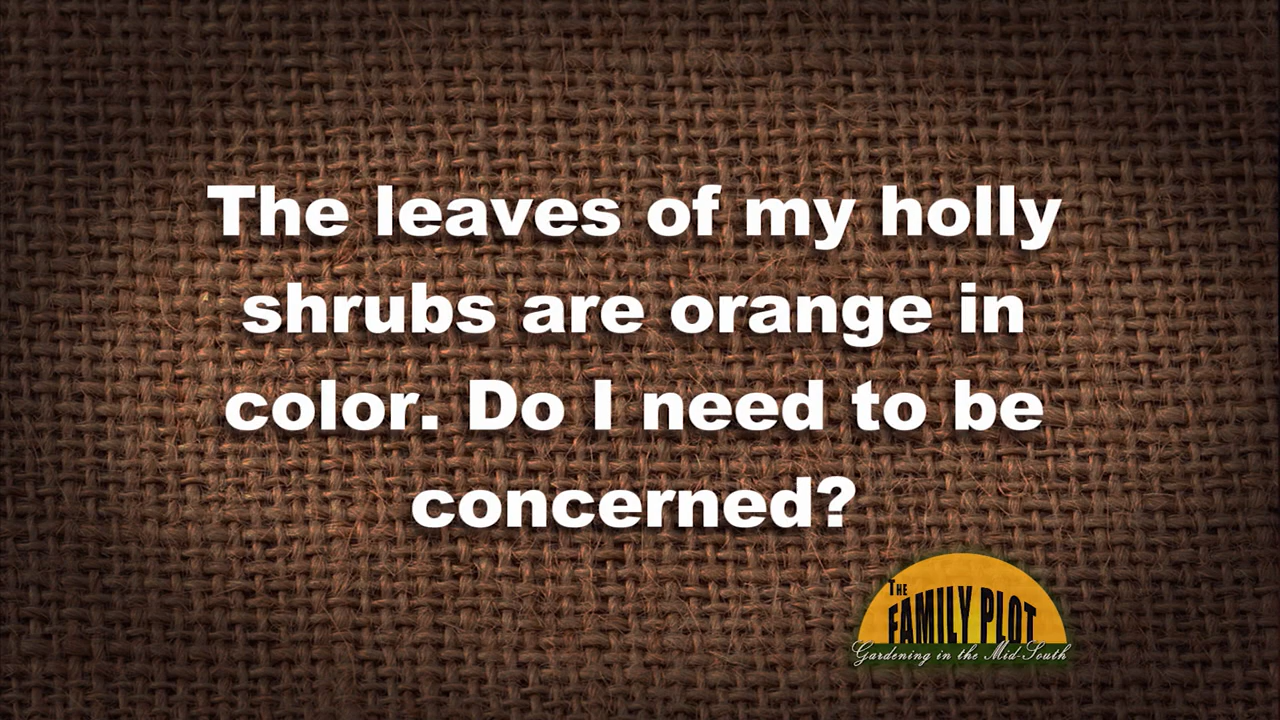 The leaves of my holly
shrubs are orange in
color. Do I need to be
concerned?
THE
FAMILY PLOT
Gardening in the Mid-South